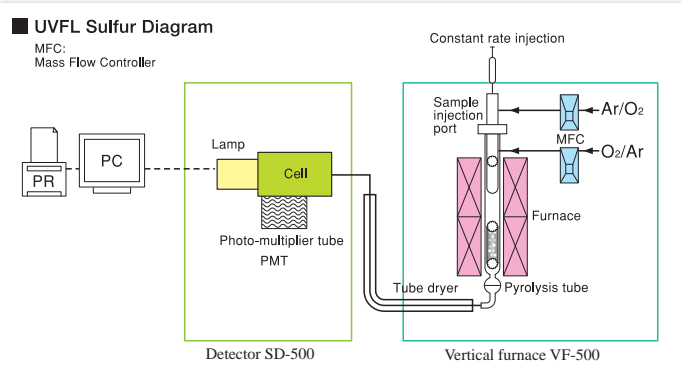 UVFL Sulfur Diagram
MFC:
Mass Flow Controller
Constant rate injection
Sample
injection
port
Ar/O₂
MFC
O₂/Ar
Lamp
Cell
PC
PR
Furnace
Photo-multiplier tube
PMT
Tube dryer
Pyrolysis tube
Detector SD-500
Vertical furnace VF-500